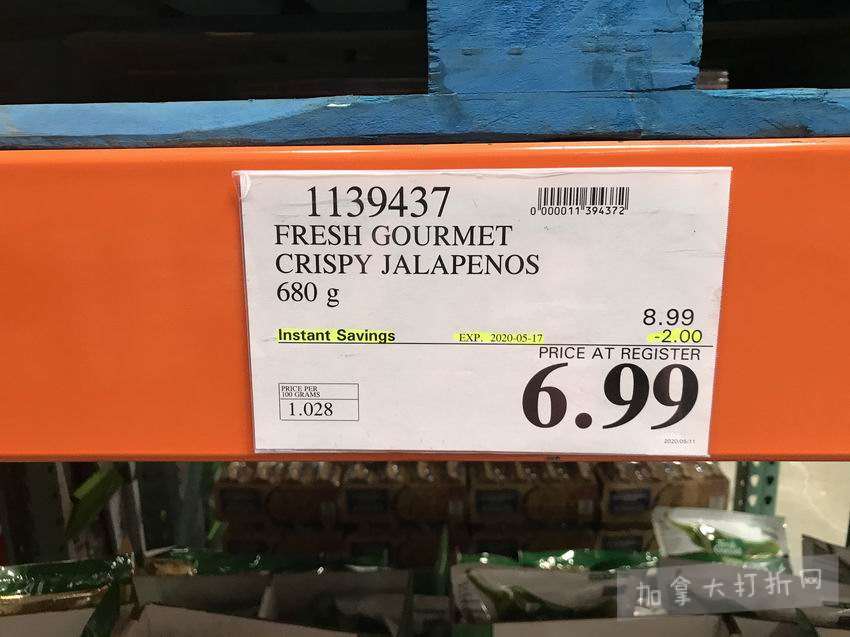 1139437
0 000011 394372
FRESH GOURMET
CRISPY JALAPENOS
680 g
8.99
Instant Savings EXP. 2020-05-17 -2.00
PRICE AT REGISTER
6.99
PRICE PER
100 GRAMS
1.028
2020/05/11
加拿大打折网